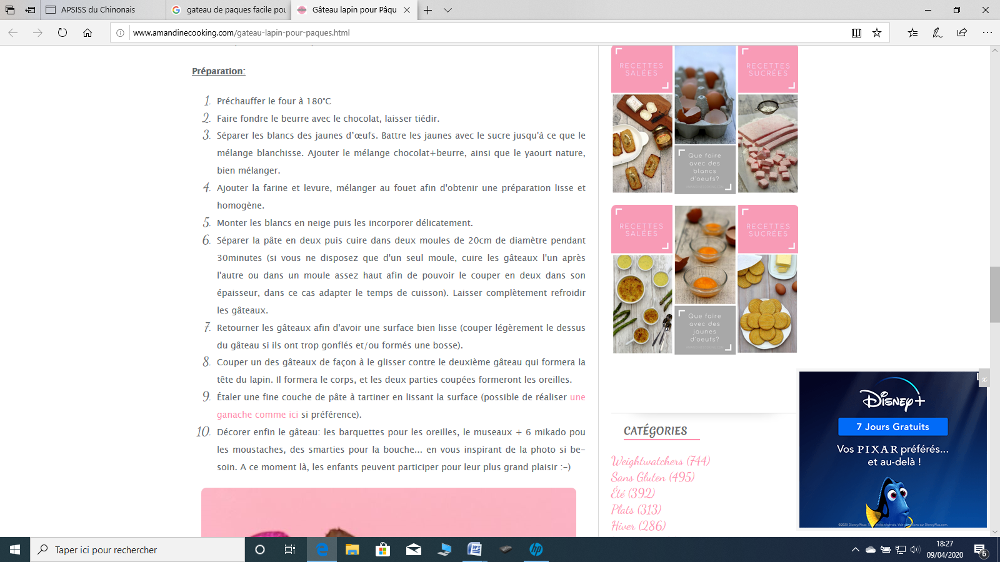 APSISS du Chinonais
gateau de paques facile pou
Gâteau lapin pour Pâqu
www.amandinecooking.com/gateau-lapin-pour-paques.html
Préparation:
1. Préchauffer le four à 180°C
2. Faire fondre le beurre avec le chocolat, laisser tiédir.
3. Séparer les blancs des jaunes d’œufs. Battre les jaunes avec le sucre jusqu'à ce que le
mélange blanchisse. Ajouter le mélange chocolat+beurre, ainsi que le yaourt nature,
bien mélanger.
4. Ajouter la farine et levure, mélanger au fouet afin d'obtenir une préparation lisse et
homogène.
5. Monter les blancs en neige puis les incorporer délicatement.
6. Séparer la pâte en deux puis cuire dans deux moules de 20cm de diamètre pendant
30minutes (si vous ne disposez que d'un seul moule, cuire les gâteaux l'un après
l'autre ou dans un moule assez haut afin de pouvoir le couper en deux dans son
épaisseur, dans ce cas adapter le temps de cuisson). Laisser complètement refroidir
les gâteaux.
7. Retourner les gâteaux afin d'avoir une surface bien lisse (couper légèrement le dessus
du gâteau si ils ont trop gonflés et/ou formés une bosse).
8. Couper un des gâteaux de façon à le glisser contre le deuxième gâteau qui formera la
tête du lapin. Il formera le corps, et les deux parties coupées formeront les oreilles.
9. Étaler une fine couche de pâte à tartiner en lissant la surface (possible de réaliser une
ganache comme ici si préférence).
10. Décorer enfin le gâteau: les barquettes pour les oreilles, le museaux + 6 mikado pou
les moustaches, des smarties pour la bouche... en vous inspirant de la photo si be-
soin. A ce moment là, les enfants peuvent participer pour leur plus grand plaisir :-)
RECETTES
SALÉES
RECETTES
SUCRÉES
Que faire
avec des
blancs
d'oeufs?
RECETTES
SALÉES
RECETTES
SUCRÉES
Que faire
avec des
jaunes
d'oeufs?
CATÉGORIES
Weightwatchers (744)
Sans Gluten (495)
Été (392)
Plats (313)
Hiver (286)
x
Disney+
7 Jours Gratuits
Vos PIXAR préférés...
et au-delà !
Taper ici pour rechercher
18:27
09/04/2020
6